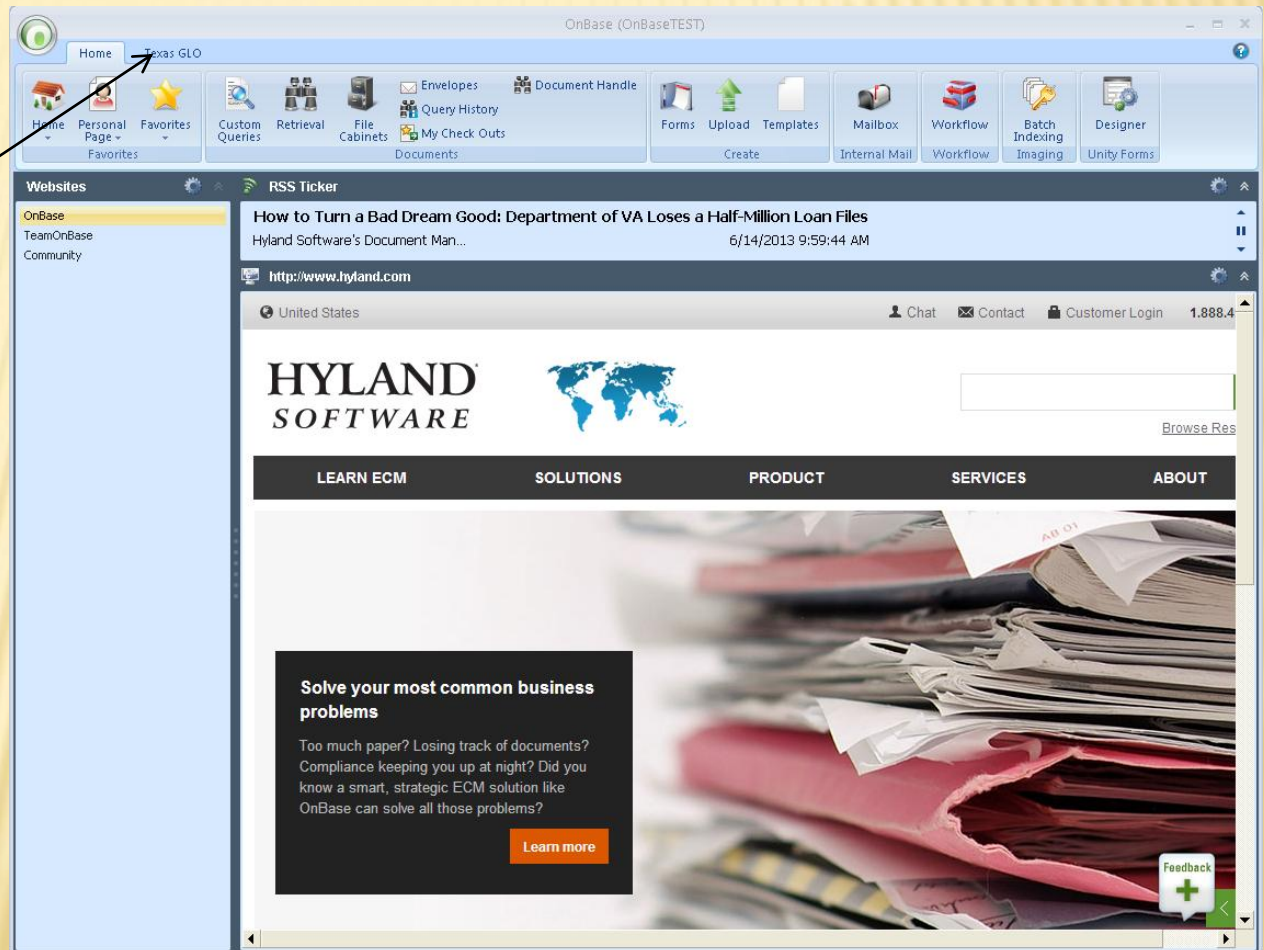 OnBase (OnBaseTEST)
Home Texas GLO
Home Personal Page Favorites
Favorites
Custom Queries Retrieval File Cabinets
Envelopes Document Handle
Query History
My Check Outs
Documents
Forms Upload Templates
Create
Mailbox
Internal Mail
Workflow
Workflow
Batch Indexing
Imaging
Designer
Unity Forms
Websites
OnBase
TeamOnBase
Community
RSS Ticker
How to Turn a Bad Dream Good: Department of VA Loses a Half-Million Loan Files
Hyland Software's Document Man... 6/14/2013 9:59:44 AM
http://www.hyland.com
United States Chat Contact Customer Login 1.888.4
HYLAND
SOFTWARE
Browse Res
LEARN ECM SOLUTIONS PRODUCT SERVICES ABOUT
AB 01
Solve your most common business
problems
Too much paper? Losing track of documents?
Compliance keeping you up at night? Did you
know a smart, strategic ECM solution like
OnBase can solve all those problems?
Learn more
Feedback